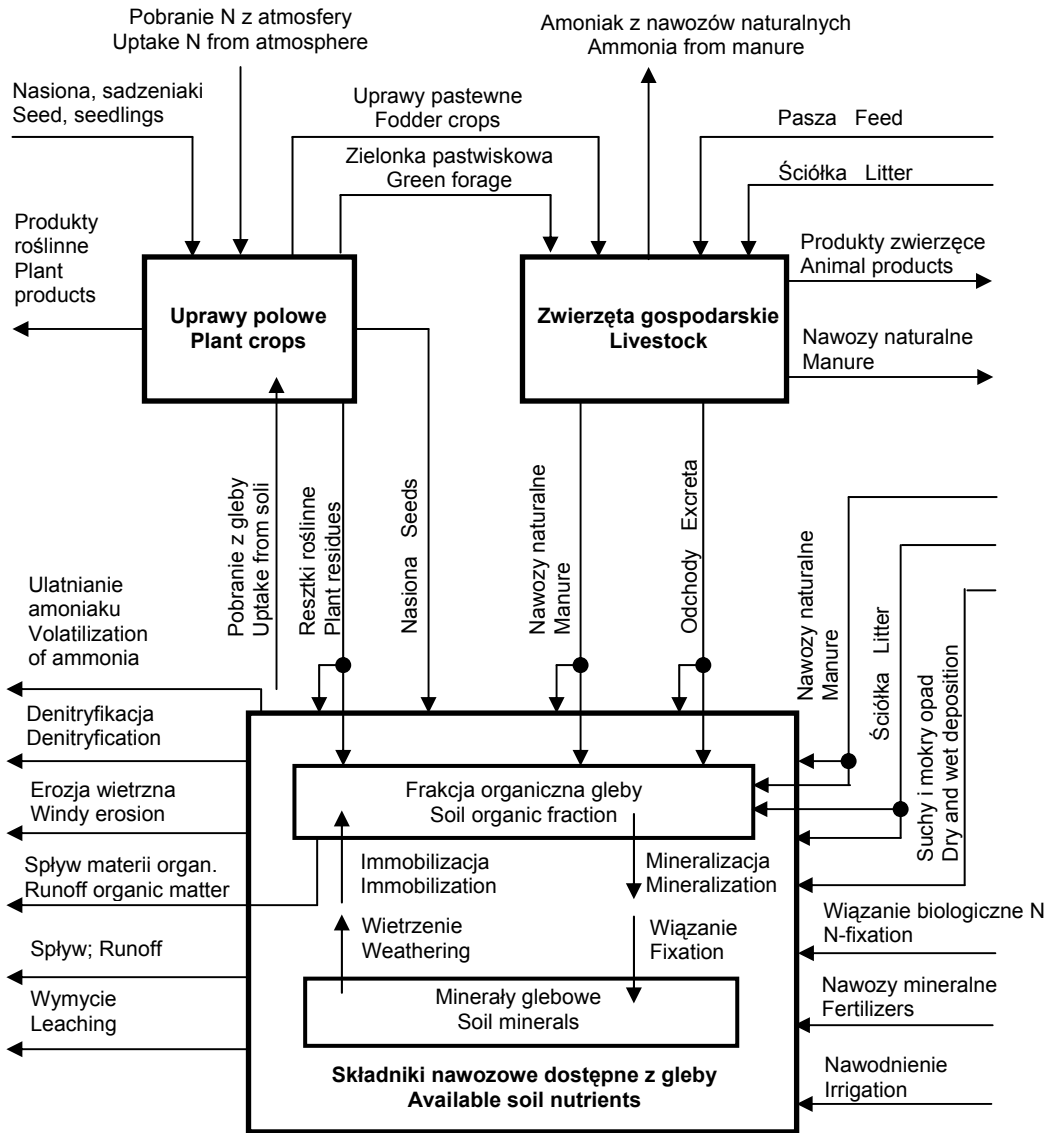 Pobranie N z atmosfery
Uptake N from atmosphere
Amoniak z nawozów naturalnych
Ammonia from manure
Nasiona, sadzeniaki
Seed, seedlings
Uprawy pastewne
Fodder crops
Pasza Feed
Zielonka pastwiskowa
Green forage
Ściółka Litter
Produkty
roślinne
Plant
products
Produkty zwierzęce
Animal products
Uprawy polowe
Plant crops
Zwierzęta gospodarskie
Livestock
Nawozy naturalne
Manure
Pobranie z gleby
Uptake from soli
Resztki roślinne
Plant residues
Nasiona Seeds
Nawozy naturalne
Manure
Odchody Excreta
Nawozy naturalne
Manure
Ściółka Litter
Suchy i mokry opad
Dry and wet deposition
Ulatnianie
amoniaku
Volatilization
of ammonia
Denitryfikacja
Denitryfication
Erozja wietrzna
Windy erosion
Spływ materii organ.
Runoff organic matter
Spływ; Runoff
Wymycie
Leaching
Frakcja organiczna gleby
Soil organic fraction
Immobilizacja
Immobilization
Mineralizacja
Mineralization
Wietrzenie
Weathering
Wiązanie
Fixation
Minerały glebowe
Soil minerals
Składniki nawozowe dostępne z gleby
Available soil nutrients
Wiązanie biologiczne N
N-fixation
Nawozy mineralne
Fertilizers
Nawodnienie
Irrigation